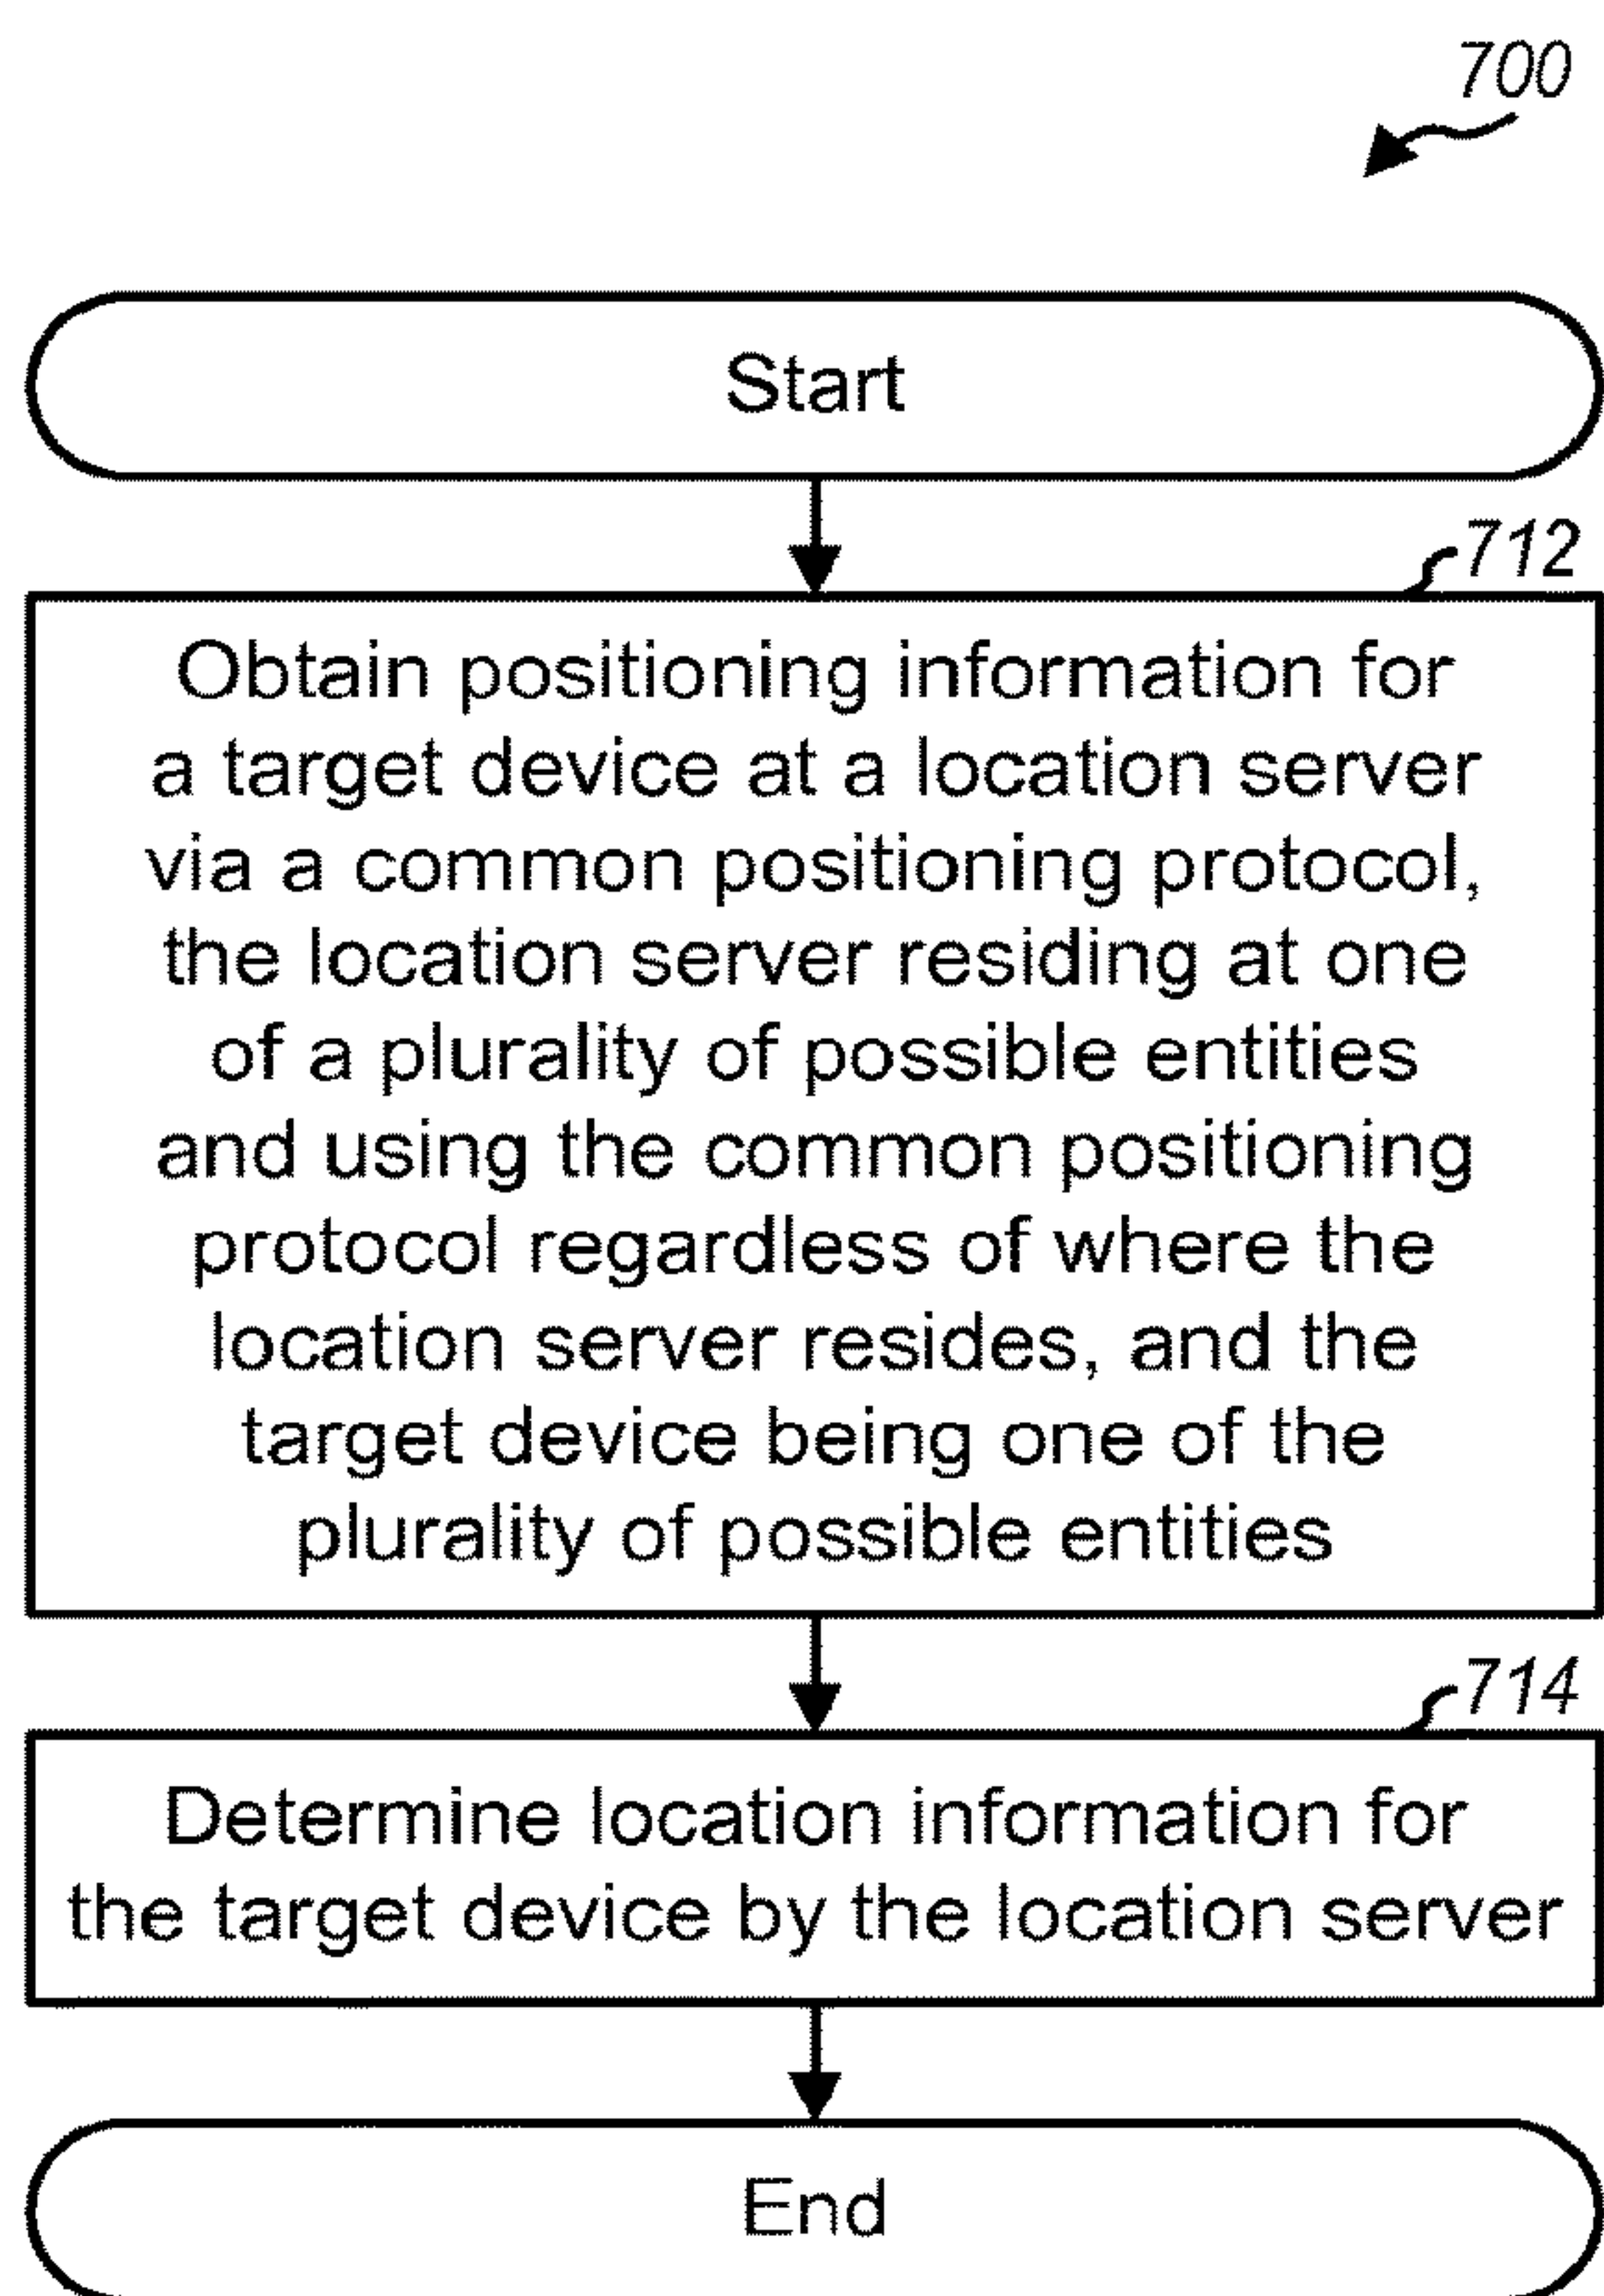 700
Start
712
Obtain positioning information for
a target device at a location server
via a common positioning protocol,
the location server residing at one
of a plurality of possible entities
and using the common positioning
protocol regardless of where the
location server resides, and the
target device being one of the
plurality of possible entities
714
Determine location information for
the target device by the location server
End